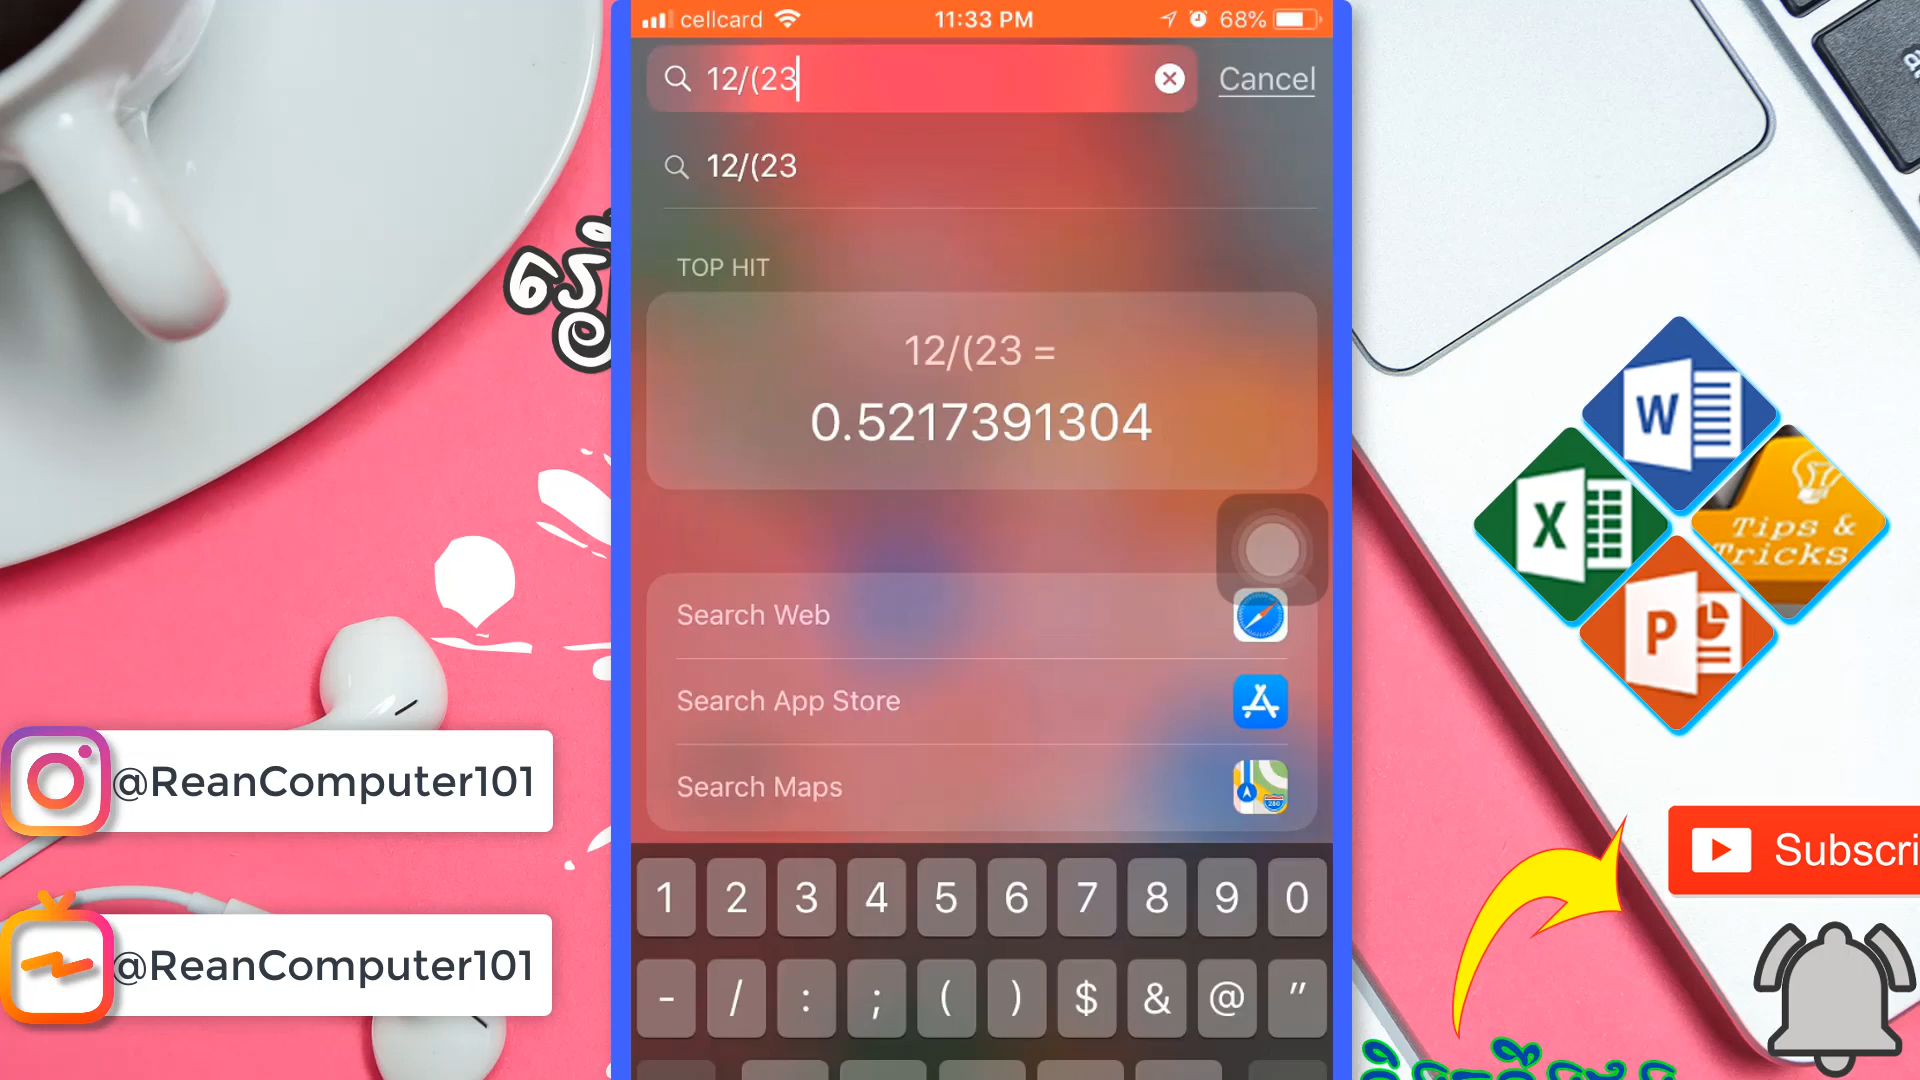 cellcard 11:33 PM 68%
12/(23 Cancel
12/(23
TOP HIT
12/(23 =
0.5217391304
Search Web
Search App Store
Search Maps
1 2 3 4 5 6 7 8 9 0
- / : ; ( ) $ & @ "
@ReanComputer101
@ReanComputer101
W
X
Tips &
Tricks
P
Subscri